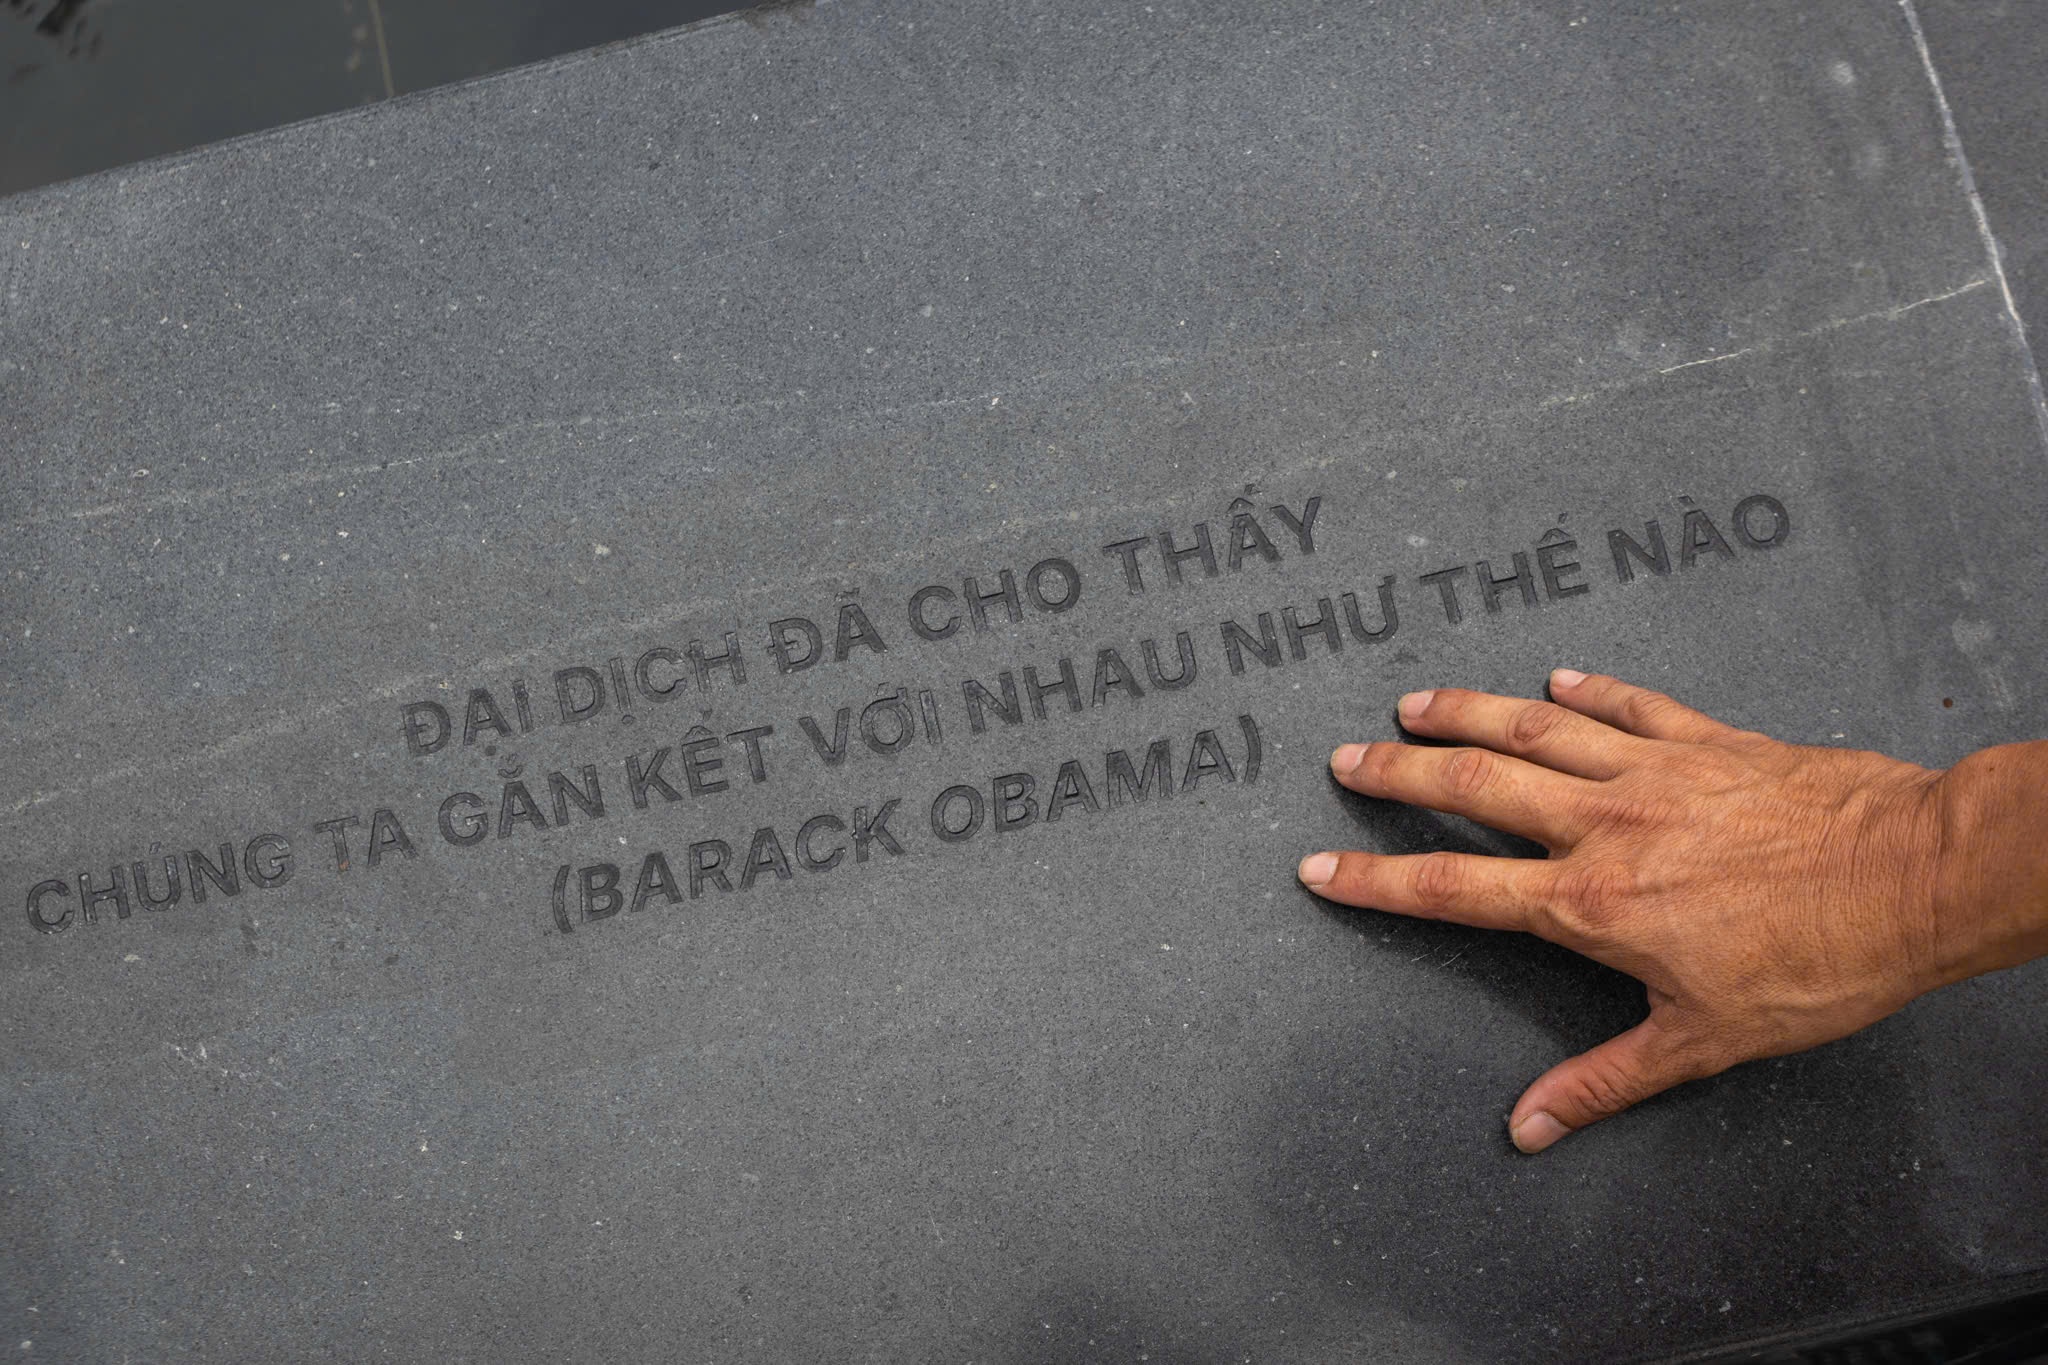 ĐẠI DỊCH ĐÃ CHO THẤY
CHÚNG TA GẮN KẾT VỚI NHAU NHƯ THẾ NÀO
(BARACK OBAMA)